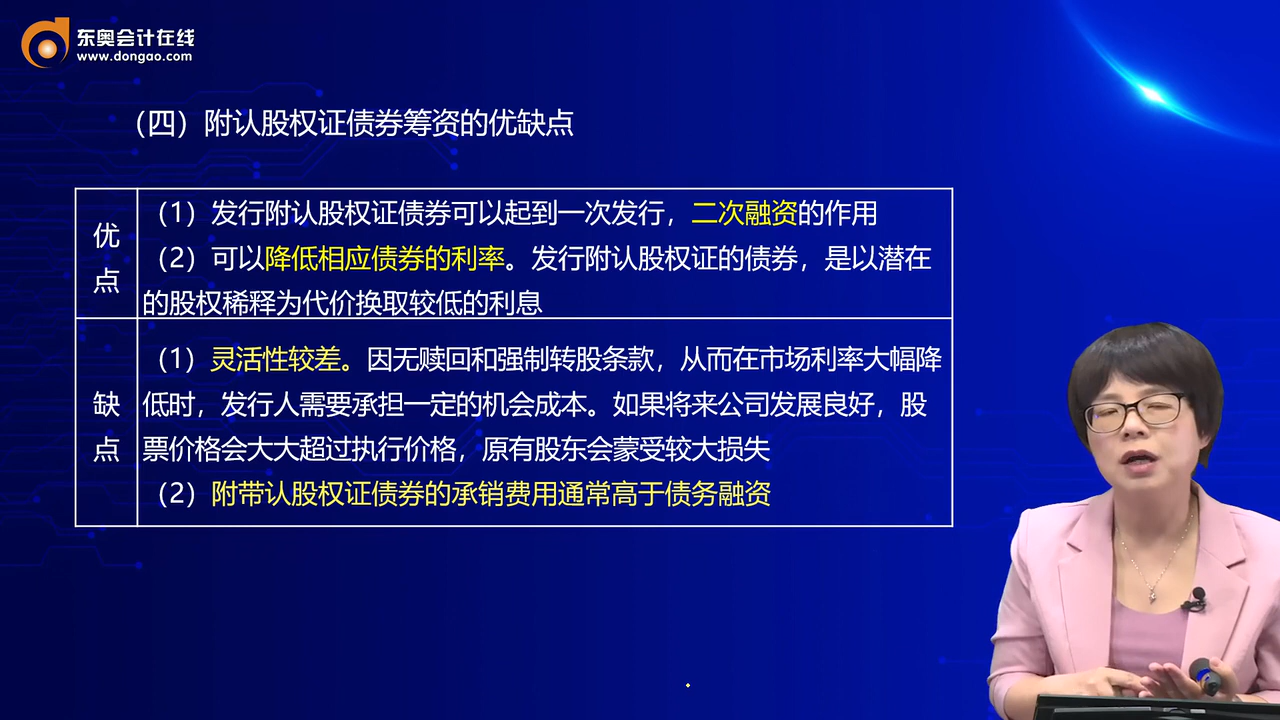 东奥会计在线
www.dongao.com
（四）附认股权证债券筹资的优缺点
优点
（1）发行附认股权证债券可以起到一次发行，二次融资的作用
（2）可以降低相应债券的利率。发行附认股权证的债券，是以潜在
的股权稀释为代价换取较低的利息
缺点
（1）灵活性较差。因无赎回和强制转股条款，从而在市场利率大幅降
低时，发行人需要承担一定的机会成本。如果将来公司发展良好，股
票价格会大大超过执行价格，原有股东会蒙受较大损失
（2）附带认股权证债券的承销费用通常高于债务融资